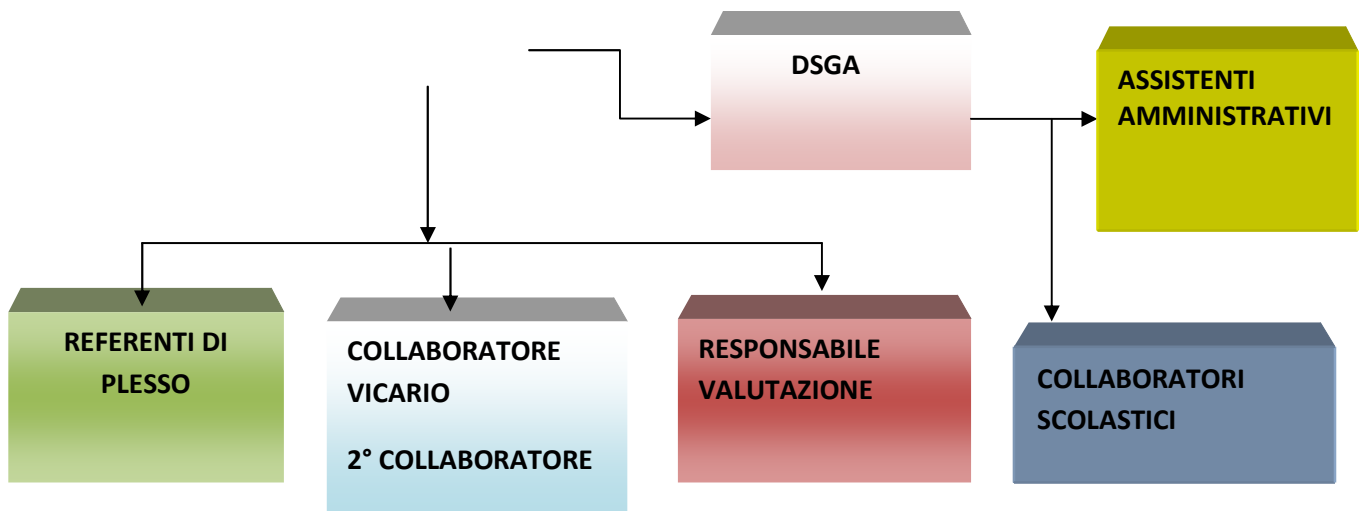 DSGA
ASSISTENTI
AMMINISTRATIVI
REFERENTI DI
PLESSO
COLLABORATORE
VICARIO
2° COLLABORATORE
RESPONSABILE
VALUTAZIONE
COLLABORATORI
SCOLASTICI